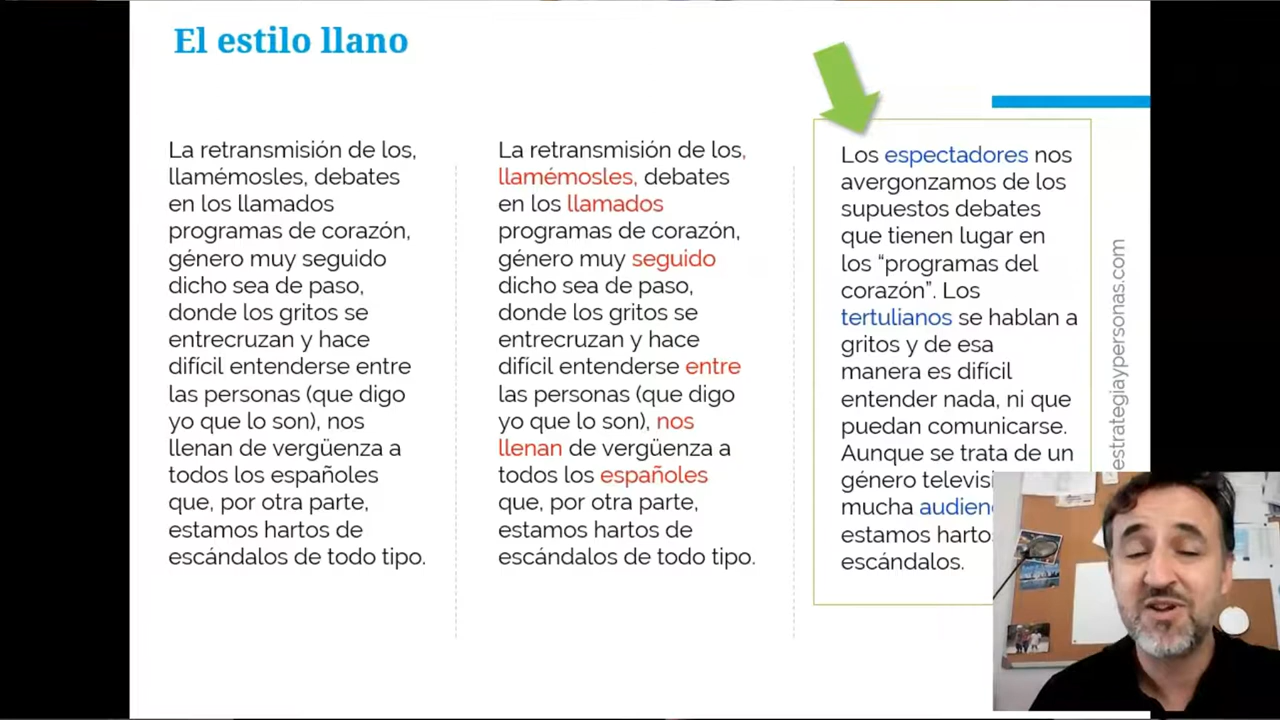 El estilo llano
La retransmisión de los,
llamémosles, debates
en los llamados
programas de corazón,
género muy seguido
dicho sea de paso,
donde los gritos se
entrecruzan y hace
difícil entenderse entre
las personas (que digo
yo que lo son), nos
llenan de vergüenza a
todos los españoles
que, por otra parte,
estamos hartos de
escándalos de todo tipo.
La retransmisión de los,
llamémosles, debates
en los llamados
programas de corazón,
género muy seguido
dicho sea de paso,
donde los gritos se
entrecruzan y hace
difícil entenderse entre
las personas (que digo
yo que lo son), nos
llenan de vergüenza a
todos los españoles
que, por otra parte,
estamos hartos de
escándalos de todo tipo.
Los espectadores nos
avergonzamos de los
supuestos debates
que tienen lugar en
los “programas del
corazón”. Los
tertulianos se hablan a
gritos y de esa
manera es difícil
entender nada, ni que
puedan comunicarse.
Aunque se trata de un
género
mucha
estamos
escándalos.
estrategiaypersonas.com